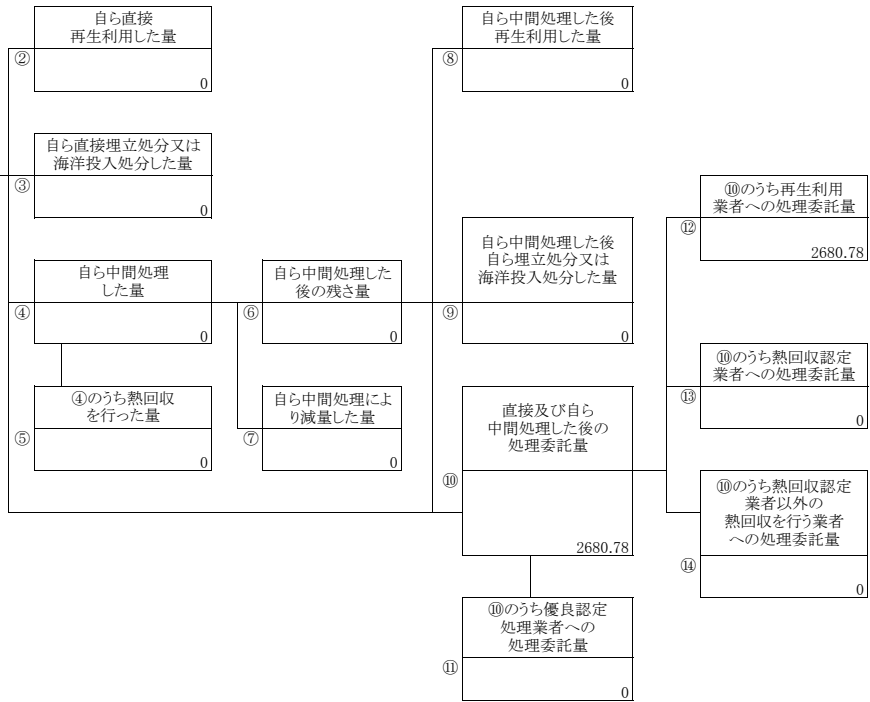 自ら直接
再生利用した量
②
0
自ら直接埋立処分又は
海洋投入処分した量
③
0
自ら中間処理
した量
④
0
④のうち熱回収
を行った量
⑤
0
自ら中間処理した
後の残さ量
⑥
0
自ら中間処理によ
り減量した量
⑦
0
自ら中間処理した後
再生利用した量
⑧
0
自ら中間処理した後
自ら埋立処分又は
海洋投入処分した量
⑨
0
直接及び自ら
中間処理した後の
処理委託量
⑩
2680.78
⑩のうち優良認定
処理業者への
処理委託量
⑪
0
⑩のうち再生利用
業者への処理委託量
⑫
2680.78
⑩のうち熱回収認定
業者への処理委託量
⑬
0
⑩のうち熱回収認定
業者以外の
熱回収を行う業者
への処理委託量
⑭
0